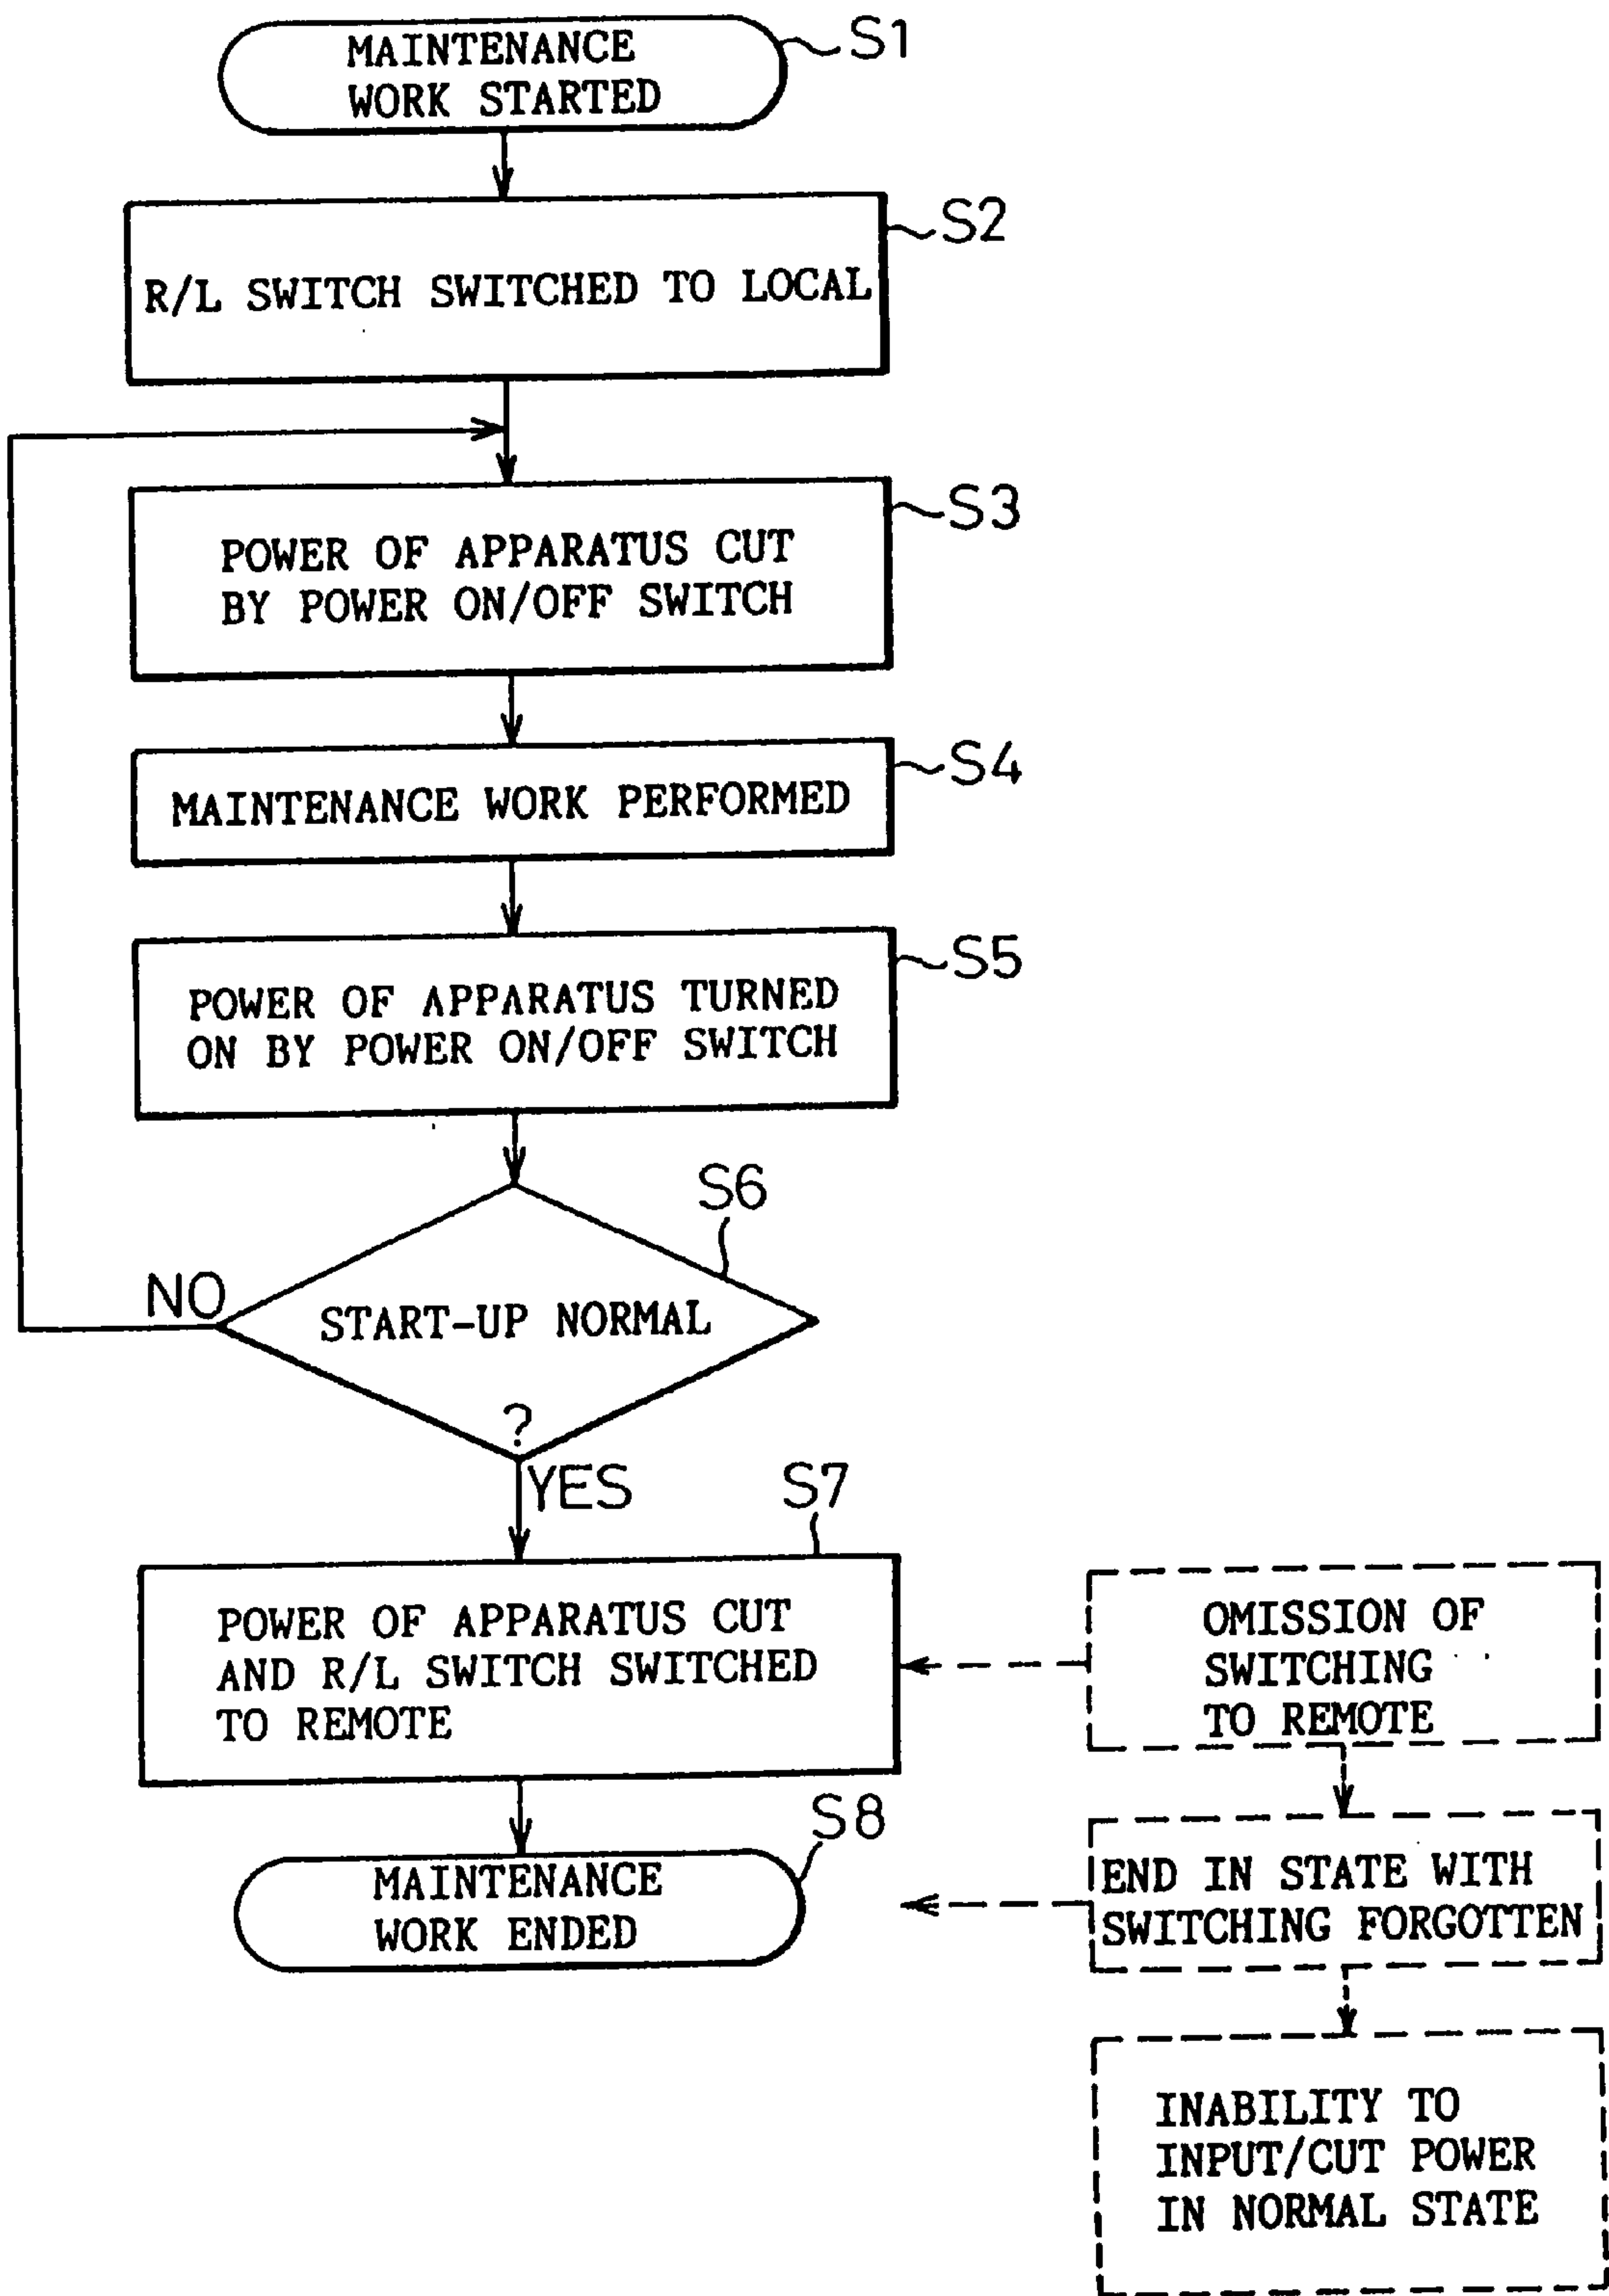 MAINTENANCE
WORK STARTED
S1
R/L SWITCH SWITCHED TO LOCAL
S2
POWER OF APPARATUS CUT
BY POWER ON/OFF SWITCH
S3
MAINTENANCE WORK PERFORMED
S4
POWER OF APPARATUS TURNED
ON BY POWER ON/OFF SWITCH
S5
S6
NO
START-UP NORMAL
?
YES
S7
POWER OF APPARATUS CUT
AND R/L SWITCH SWITCHED
TO REMOTE
OMISSION OF
SWITCHING
TO REMOTE
S8
MAINTENANCE
WORK ENDED
END IN STATE WITH
SWITCHING FORGOTTEN
INABILITY TO
INPUT/CUT POWER
IN NORMAL STATE